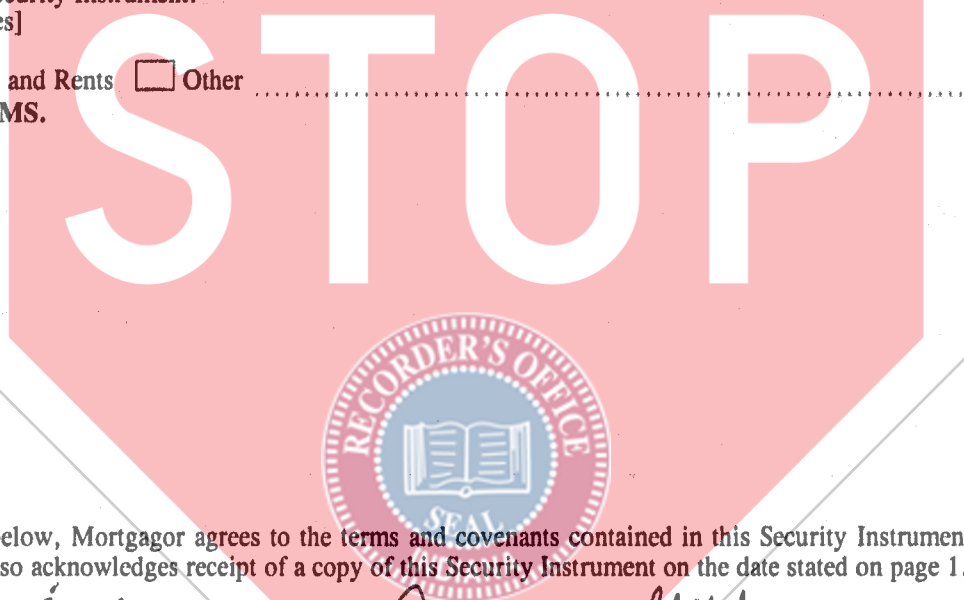 STOP
ecurity Instrument.
es]
and Rents Other
MS.
RECORDER'S OFFICE
SEAL
elow, Mortgagor agrees to the terms and covenants contained in this Security Instrumen
so acknowledges receipt of a copy of this Security Instrument on the date stated on page 1.